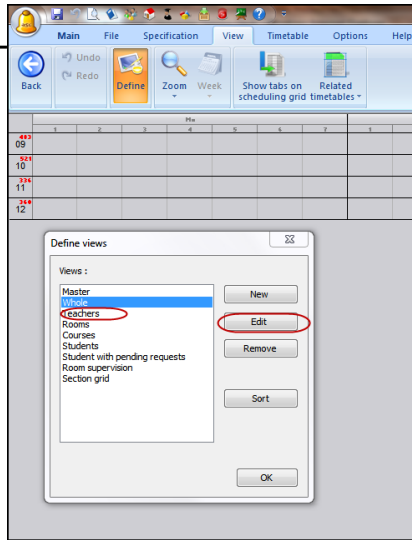 Main File Specification View Timetable Options Help
Back
Undo
Redo
Define
Zoom
Week
Show tabs on
scheduling grid
Related
timetables
Mo
1 2 3 4 5 6 7 1
483
09
521
10
336
11
360
12
Define views
Views :
Master
Whole
Teachers
Rooms
Courses
Students
Student with pending requests
Room supervision
Section grid
New
Edit
Remove
Sort
OK